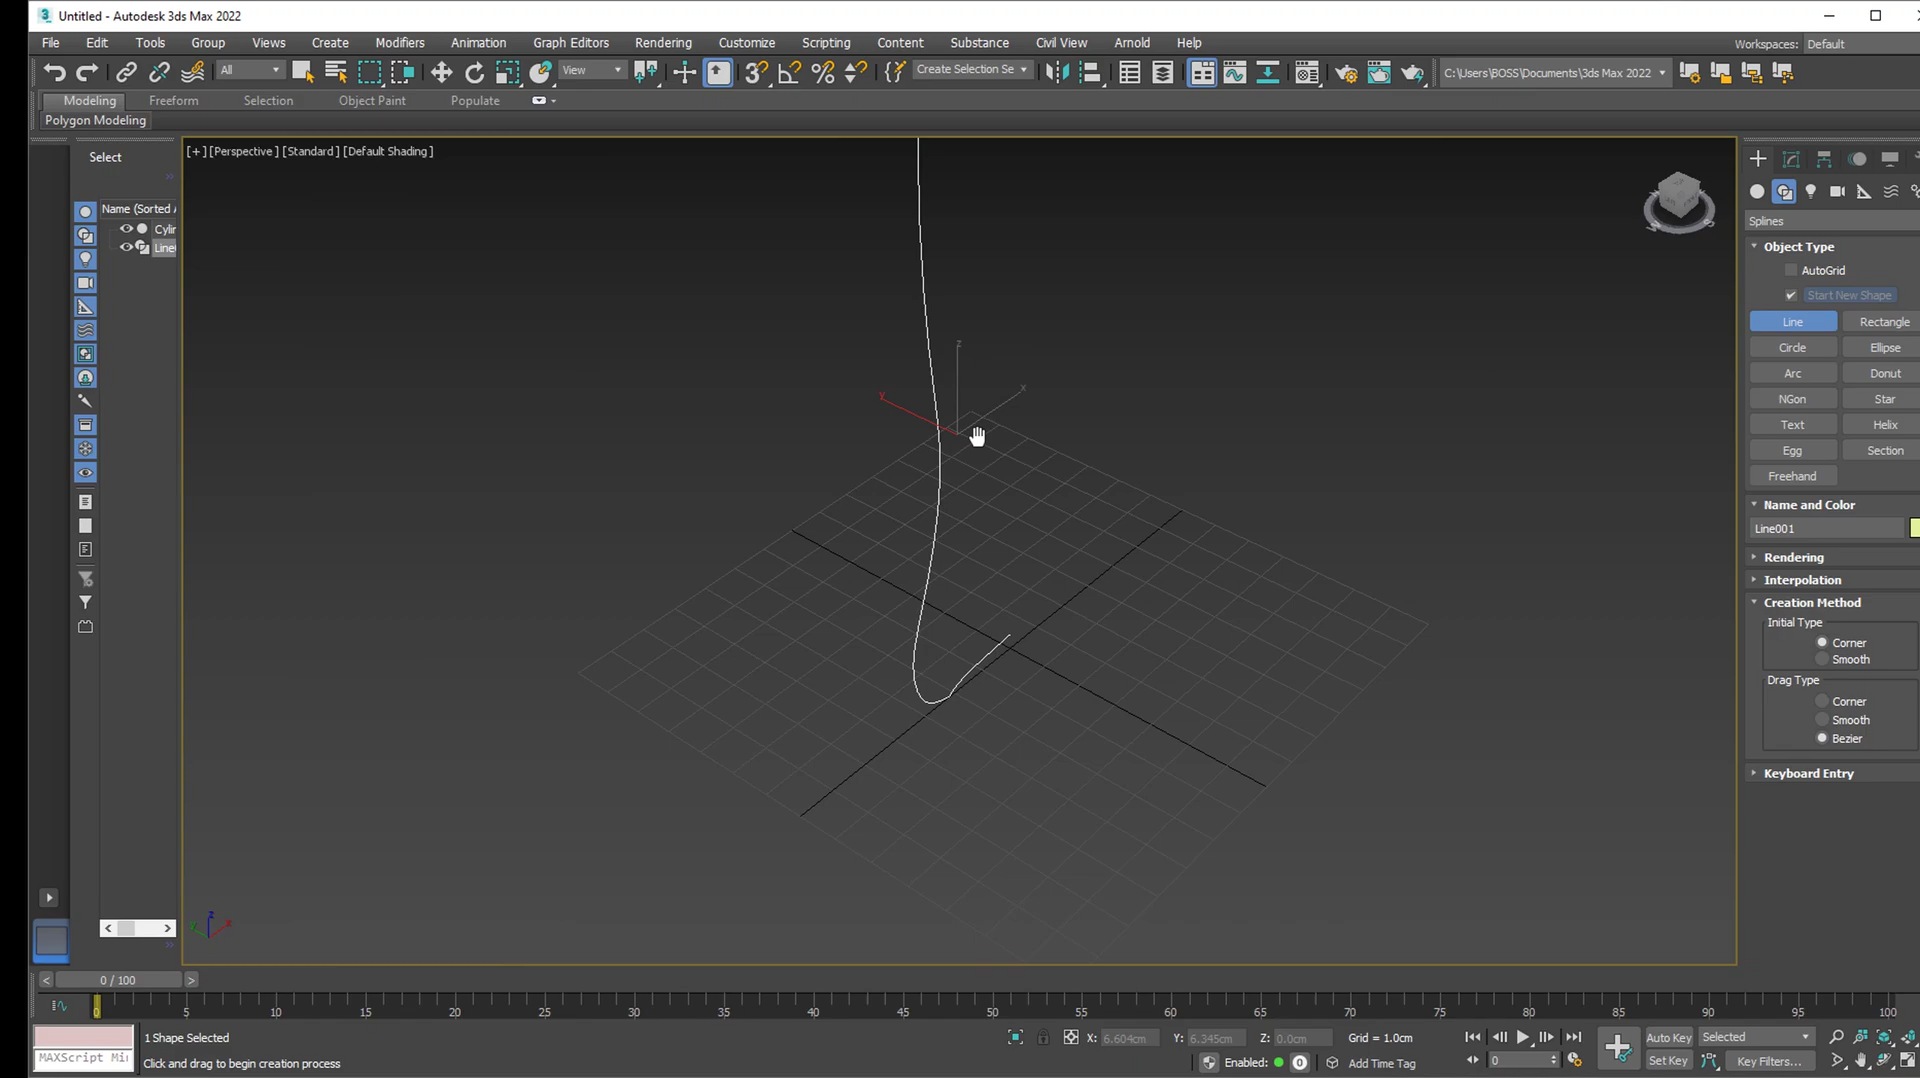 Untitled - Autodesk 3ds Max 2022
File Edit Tools Group Views Create Modifiers Animation Graph Editors Rendering Customize Scripting Content Substance Civil View Arnold Help
Workspaces: Default
All View Create Selection Se C:\Users\BOSS\Documents\3ds Max 2022
Modeling Freeform Selection Object Paint Populate
Polygon Modeling
Select
[+] [Perspective ] [Standard ] [Default Shading ]
Name (Sorted A
Cylin
Line
z
x
y
Splines
Object Type
AutoGrid
Start New Shape
Line Rectangle
Circle Ellipse
Arc Donut
NGon Star
Text Helix
Egg Section
Freehand
Name and Color
Line001
Rendering
Interpolation
Creation Method
Initial Type
Corner
Smooth
Drag Type
Corner
Smooth
Bezier
Keyboard Entry
z
x
y
< 0 / 100 >
0 5 10 15 20 25 30 35 40 45 50 55 60 65 70 75 80 85 90 95 100
1 Shape Selected X: 6.604cm Y: 6.345cm Z: 0.0cm Grid = 1.0cm Auto Key Selected
MAXScript Mi Click and drag to begin creation process Enabled: 0 Add Time Tag 0 Set Key Key Filters...